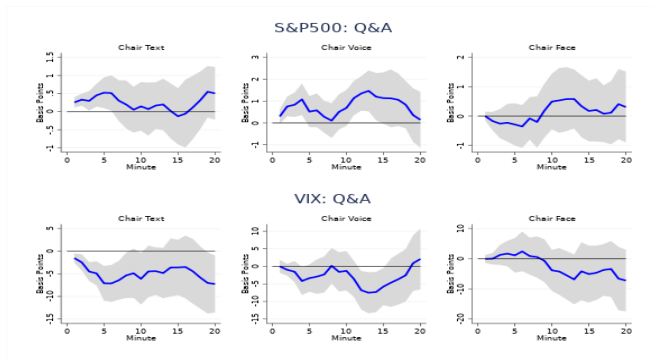 S&P500: Q&A
Chair Text
Chair Voice
Chair Face
Basis Points
-1 -.5 0 .5 1 1.5
0 5 10 15 20
Minute
Basis Points
-1 0 1 2 3
0 5 10 15 20
Minute
Basis Points
-1 0 1 2
0 5 10 15 20
Minute
VIX: Q&A
Chair Text
Chair Voice
Chair Face
Basis Points
-15 -10 -5 0 5
0 5 10 15 20
Minute
Basis Points
-15 -10 -5 0 5 10
0 5 10 15 20
Minute
Basis Points
-20 -10 0 10
0 5 10 15 20
Minute